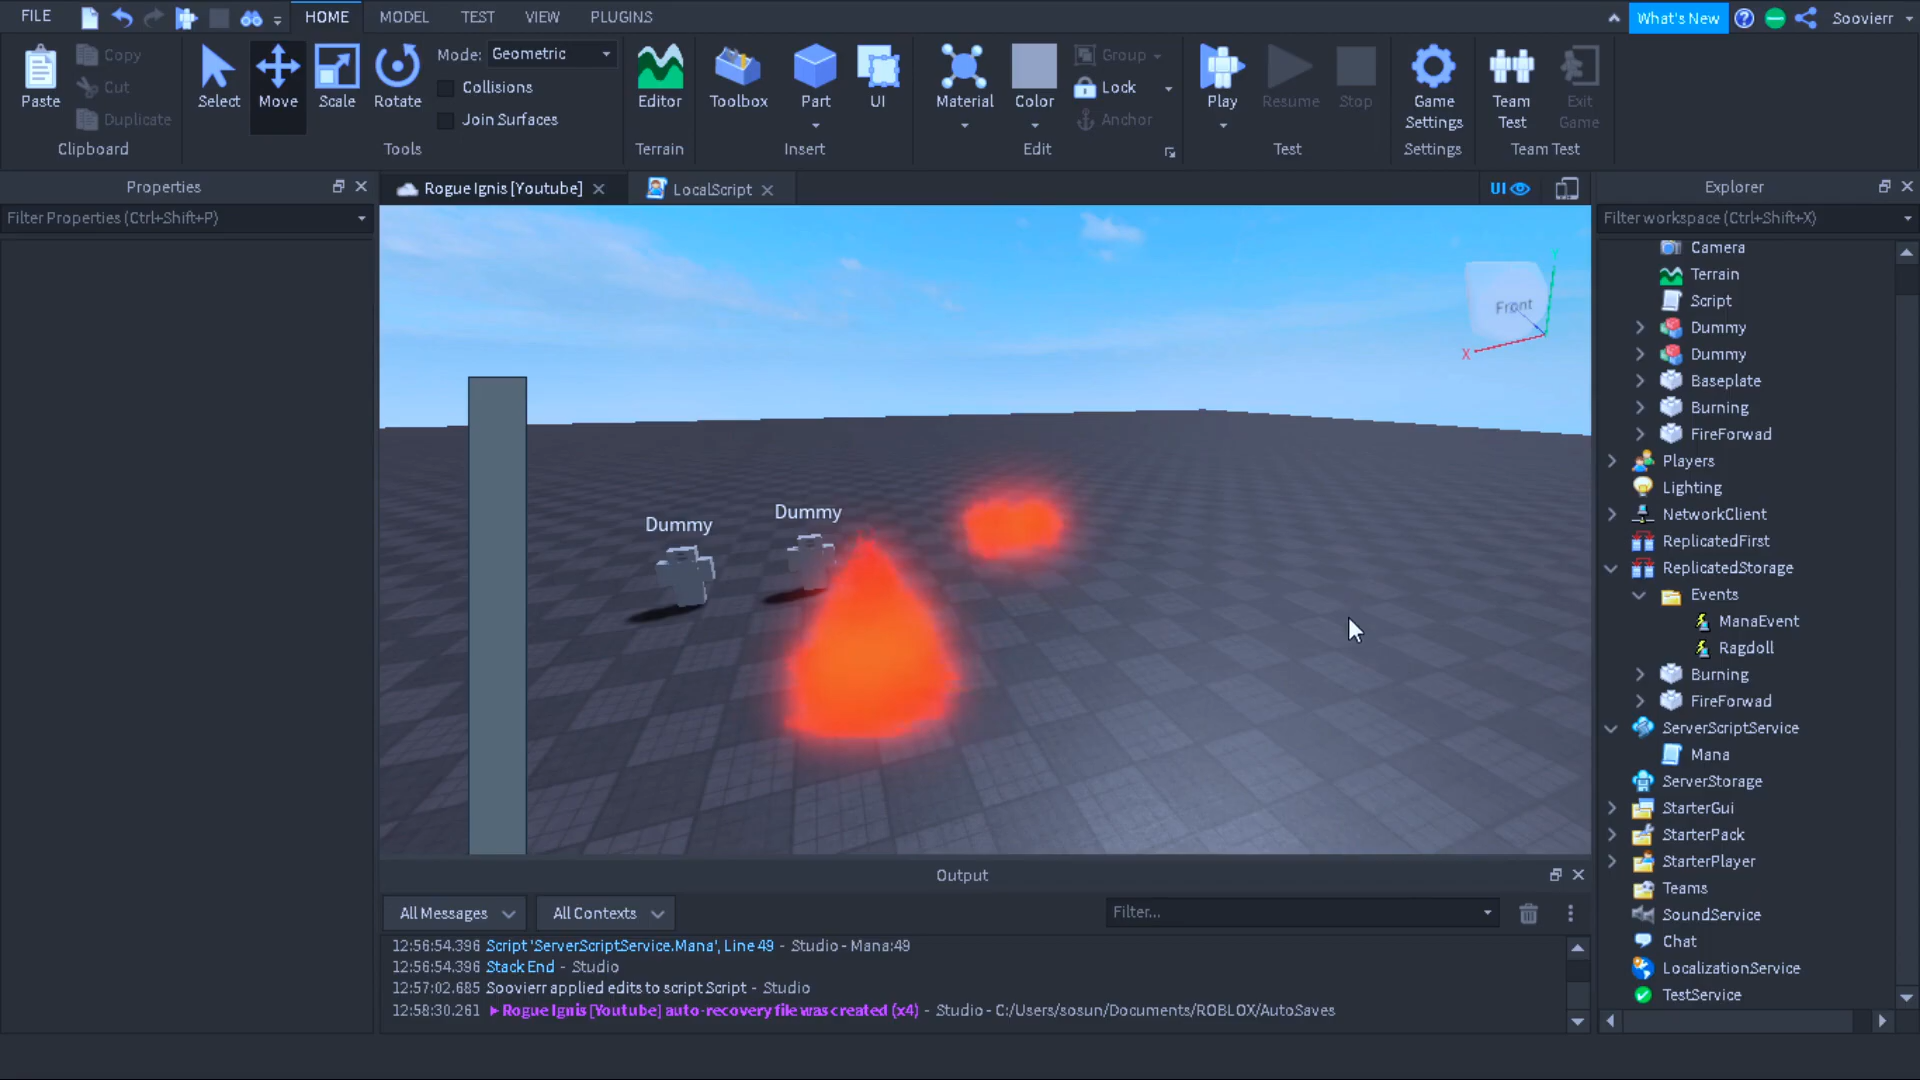 FILE
HOME
MODEL
TEST
VIEW
PLUGINS
What's New
Soovierr
Paste
Copy
Cut
Duplicate
Clipboard
Select
Move
Scale
Rotate
Mode: Geometric
Collisions
Join Surfaces
Tools
Editor
Terrain
Toolbox
Part
UI
Insert
Material
Color
Group
Lock
Anchor
Edit
Play
Resume
Stop
Test
Game
Settings
Settings
Team
Test
Exit
Game
Team Test
Properties
Filter Properties (Ctrl+Shift+P)
Rogue Ignis [Youtube]
LocalScript
UI
Front
X
Y
Dummy
Dummy
Explorer
Filter workspace (Ctrl+Shift+X)
Camera
Terrain
Script
Dummy
Dummy
Baseplate
Burning
FireForwad
Players
Lighting
NetworkClient
ReplicatedFirst
ReplicatedStorage
Events
ManaEvent
Ragdoll
Burning
FireForwad
ServerScriptService
Mana
ServerStorage
StarterGui
StarterPack
StarterPlayer
Teams
SoundService
Chat
LocalizationService
TestService
Output
All Messages
All Contexts
Filter...
12:56:54.396 Script 'ServerScriptService.Mana', Line 49 - Studio - Mana:49
12:56:54.396 Stack End - Studio
12:57:02.685 Soovierr applied edits to script Script - Studio
12:58:30.261 Rogue Ignis [Youtube] auto-recovery file was created (x4) - Studio - C:/Users/sosun/Documents/ROBLOX/AutoSaves